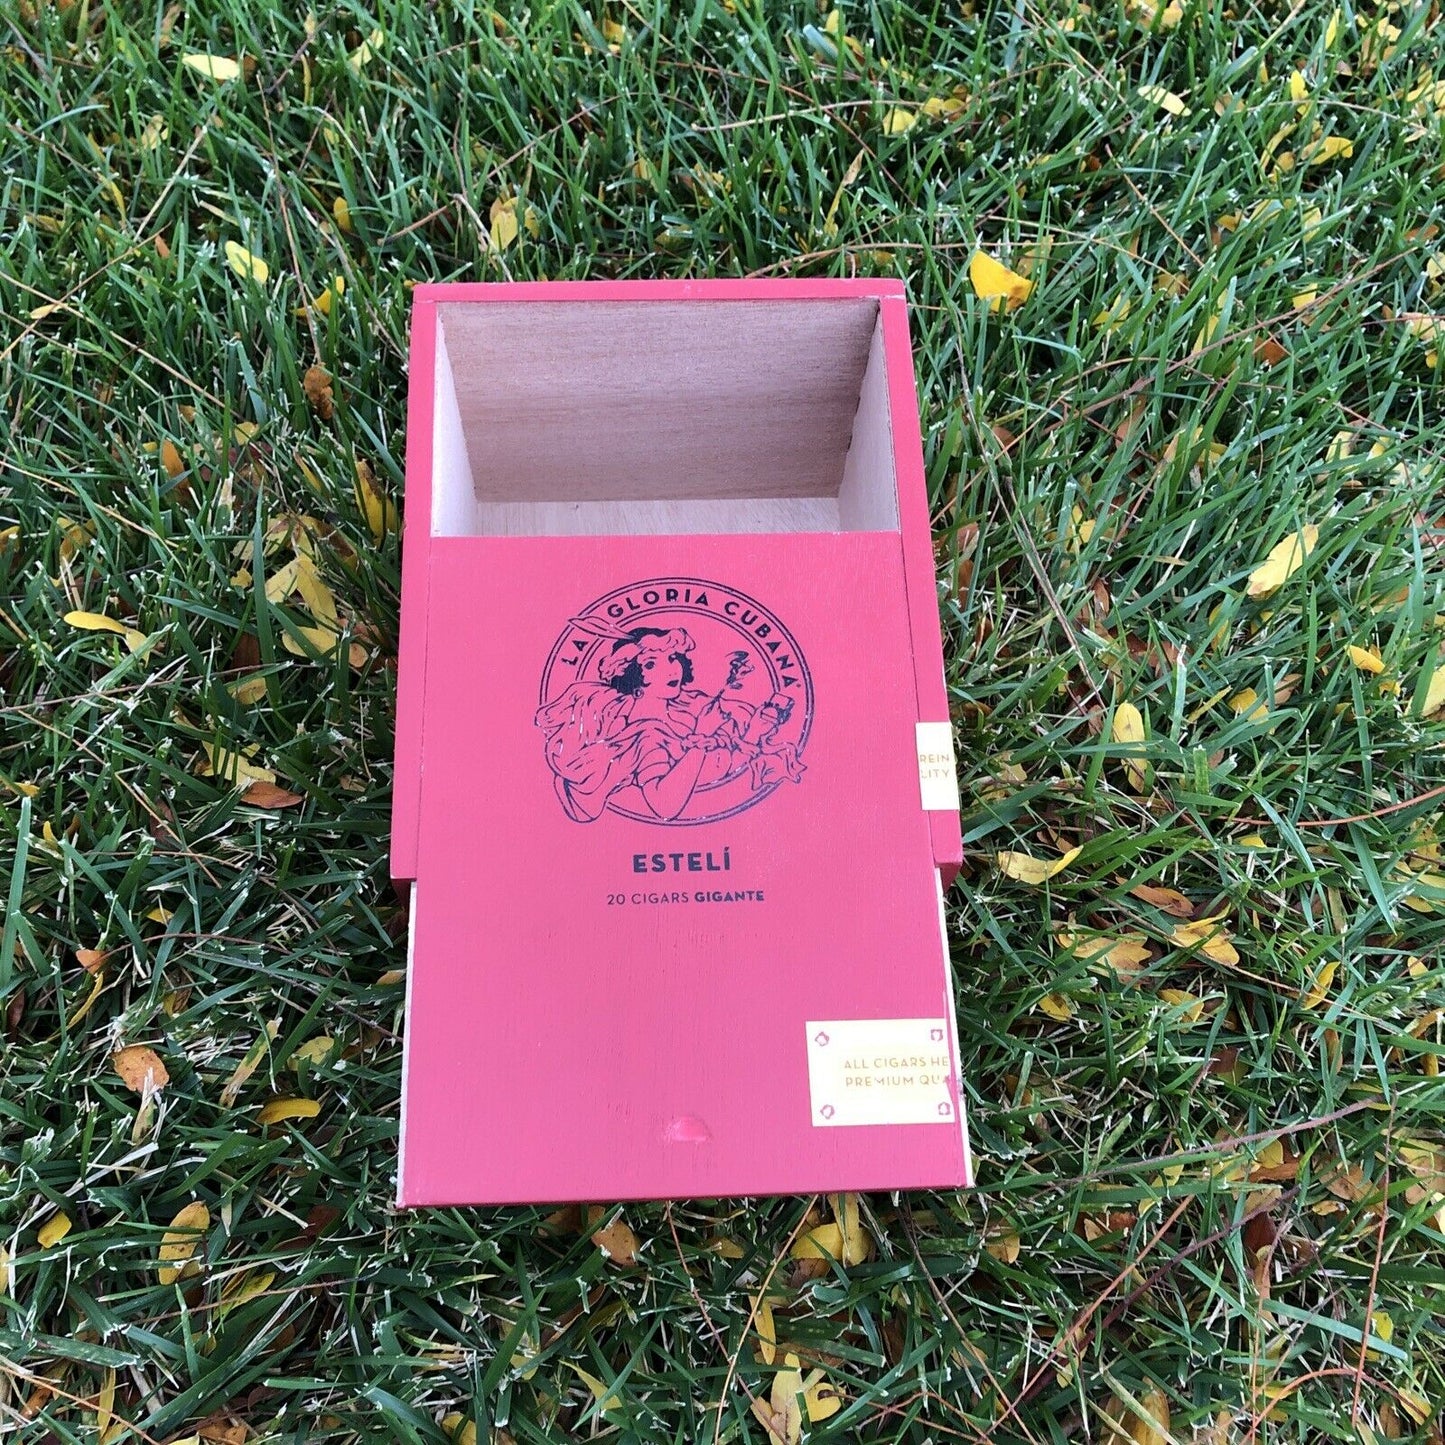 LA GLORIA CUBANA®
REIN
LITY
ESTELÍ
20 CIGARS GIGANTE
ALL CIGARS HE
PREMIUM QUA